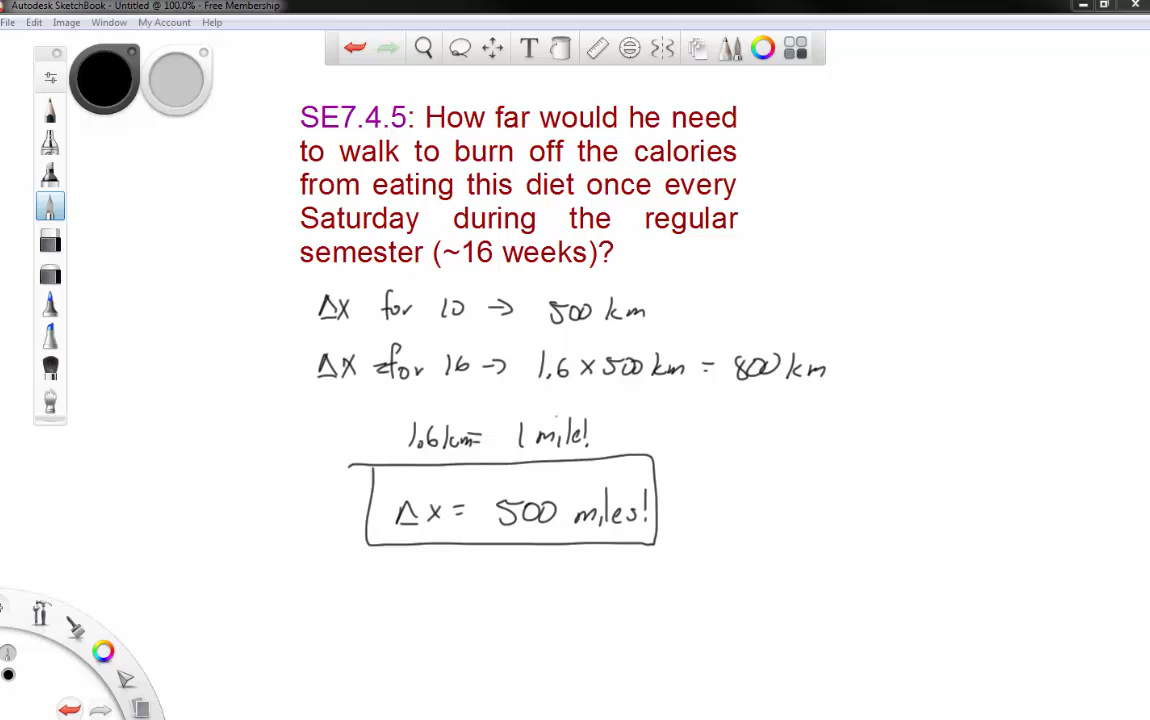 Autodesk SketchBook - Untitled @ 100.0% - Free Membership
File Edit Image Window My Account Help
T
SE7.4.5: How far would he need
to walk to burn off the calories
from eating this diet once every
Saturday during the regular
semester (~16 weeks)?
Δx for 10 → 500 km
Δx for 16 → 1.6 × 500 km = 800 km
1.6 km = 1 mile!
Δx = 500 miles!